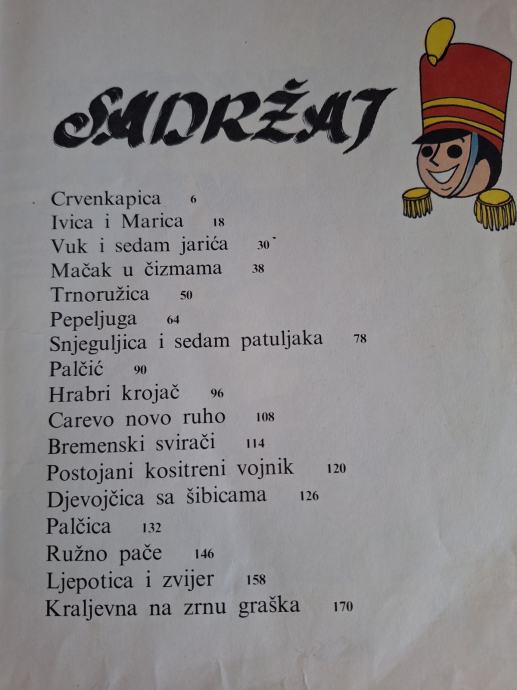 SADRŽAJ
Crvenkapica 6
Ivica i Marica 18
Vuk i sedam jarića 30
Mačak u čizmama 38
Trnoružica 50
Pepeljuga 64
Snjeguljica i sedam patuljaka 78
Palčić 90
Hrabri krojač 96
Carevo novo ruho 108
Bremenski svirači 114
Postojani kositreni vojnik 120
Djevojčica sa šibicama 126
Palčica 132
Ružno pače 146
Ljepotica i zvijer 158
Kraljevna na zrnu graška 170